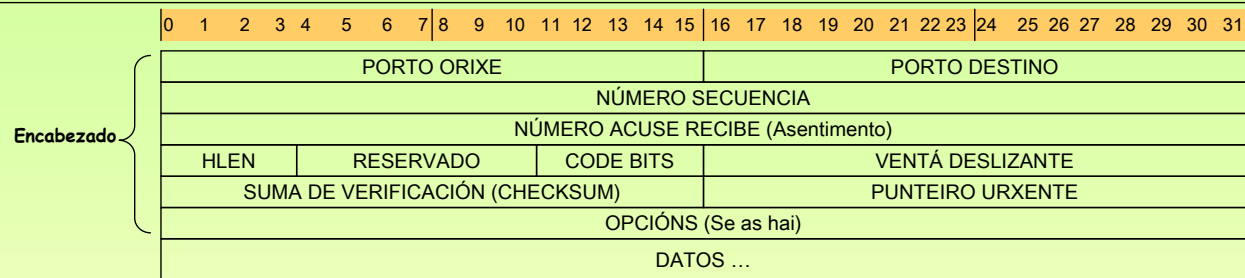 0 1 2 3 4 5 6 7 8 9 10 11 12 13 14 15 16 17 18 19 20 21 22 23 24 25 26 27 28 29 30 31
PORTO ORIXE PORTO DESTINO
NÚMERO SECUENCIA
Encabezado NÚMERO ACUSE RECIBE (Asentimento)
HLEN RESERVADO CODE BITS VENTÁ DESLIZANTE
SUMA DE VERIFICACIÓN (CHECKSUM) PUNTEIRO URXENTE
OPCIÓNS (Se as hai)
DATOS …